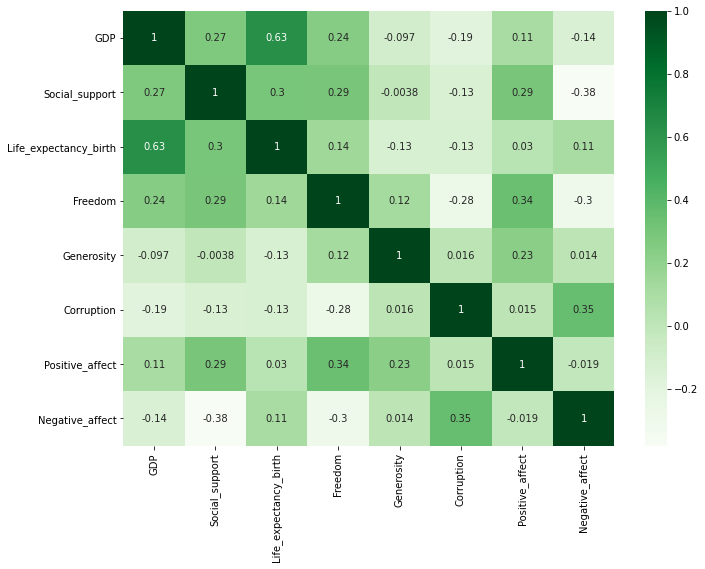 GDP 1 0.27 0.63 0.24 -0.097 -0.19 0.11 -0.14
Social_support 0.27 1 0.3 0.29 -0.0038 -0.13 0.29 -0.38
Life_expectancy_birth 0.63 0.3 1 0.14 -0.13 -0.13 0.03 0.11
Freedom 0.24 0.29 0.14 1 0.12 -0.28 0.34 -0.3
Generosity -0.097 -0.0038 -0.13 0.12 1 0.016 0.23 0.014
Corruption -0.19 -0.13 -0.13 -0.28 0.016 1 0.015 0.35
Positive_affect 0.11 0.29 0.03 0.34 0.23 0.015 1 -0.019
Negative_affect -0.14 -0.38 0.11 -0.3 0.014 0.35 -0.019 1
GDP
Social_support
Life_expectancy_birth
Freedom
Generosity
Corruption
Positive_affect
Negative_affect
1.0
0.8
0.6
0.4
0.2
0.0
−0.2